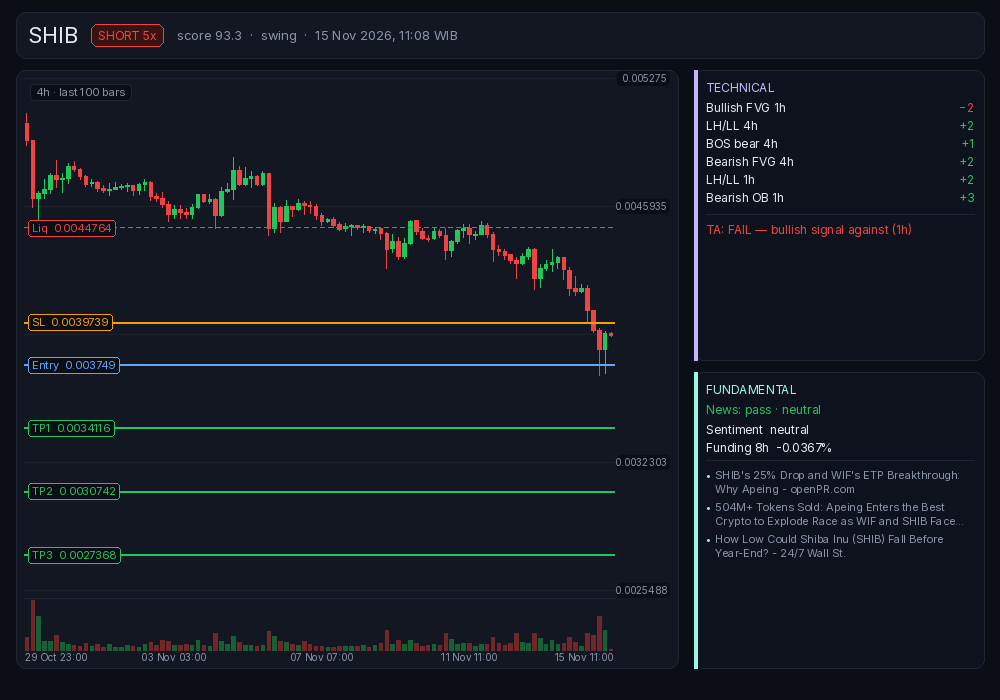 SHIB SHORT 5x score 93.3 · swing · 15 Nov 2026, 11:08 WIB
4h · last 100 bars
0.005275
0.0045935
Liq 0.0044764
SL 0.0039739
Entry 0.003749
TP1 0.0034116
0.0032303
TP2 0.0030742
TP3 0.0027368
0.0025488
29 Oct 23:00 03 Nov 03:00 07 Nov 07:00 11 Nov 11:00 15 Nov 11:00
TECHNICAL
Bullish FVG 1h −2
LH/LL 4h +2
BOS bear 4h +1
Bearish FVG 4h +2
LH/LL 1h +2
Bearish OB 1h +3
TA: FAIL — bullish signal against (1h)
FUNDAMENTAL
News: pass · neutral
Sentiment neutral
Funding 8h -0.0367%
• SHIB's 25% Drop and WIF's ETP Breakthrough:
Why Apeing - openPR.com
• 504M+ Tokens Sold: Apeing Enters the Best
Crypto to Explode Race as WIF and SHIB Face...
• How Low Could Shiba Inu (SHIB) Fall Before
Year-End? - 24/7 Wall St.